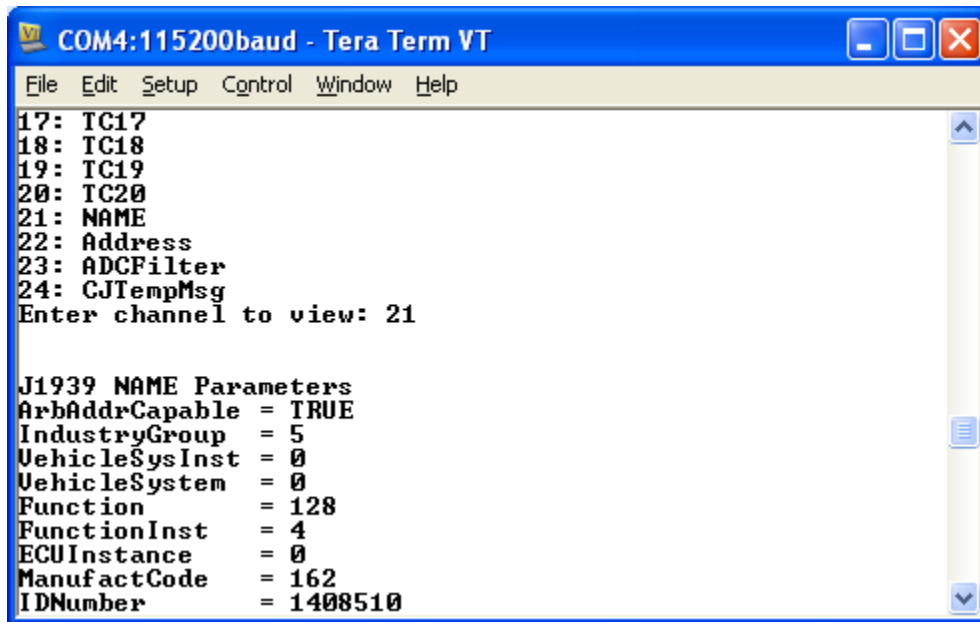 COM4:115200baud - Tera Term VT
File Edit Setup Control Window Help
17: TC17
18: TC18
19: TC19
20: TC20
21: NAME
22: Address
23: ADCFilter
24: CJTempMsg
Enter channel to view: 21
J1939 NAME Parameters
ArbAddrCapable = TRUE
IndustryGroup = 5
VehicleSysInst = 0
VehicleSystem = 0
Function = 128
FunctionInst = 4
ECUInstance = 0
ManufactCode = 162
IDNumber = 1408510